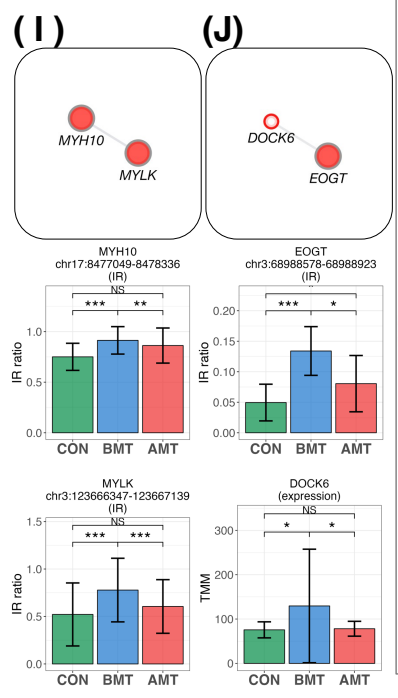 (I)
(J)
MYH10
MYLK
DOCK6
EOGT
MYH10
chr17:8477049-8478336
(IR)
NS
***
**
IR ratio
1.0
0.5
0.0
CON
BMT
AMT
EOGT
chr3:68988578-68988923
(IR)
***
*
IR ratio
0.20
0.15
0.10
0.05
0.00
CON
BMT
AMT
MYLK
chr3:123666347-123667139
(IR)
NS
***
***
IR ratio
1.5
1.0
0.5
0.0
CON
BMT
AMT
DOCK6
(expression)
NS
*
*
TMM
300
200
100
0
CON
BMT
AMT